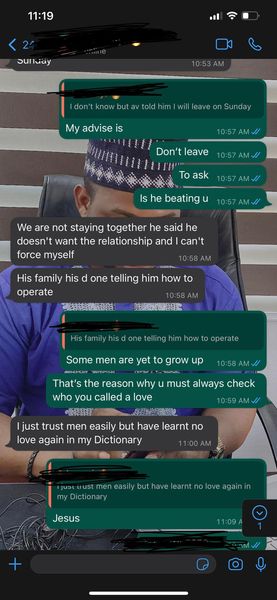 11:19
24
Sunday
10:53 AM
I don't know but av told him I will leave on Sunday
My advise is
10:57 AM
Don't leave
10:57 AM
To ask
10:57 AM
Is he beating u
10:57 AM
We are not staying together he said he
doesn't want the relationship and I can't
force myself
10:58 AM
His family his d one telling him how to
operate
10:58 AM
His family his d one telling him how to operate
Some men are yet to grow up
10:58 AM
That's the reason why u must always check
who you called a love
10:59 AM
I just trust men easily but have learnt no
love again in my Dictionary
11:00 AM
I just trust men easily but have learnt no love again in
my Dictionary
Jesus
11:09
AM
1